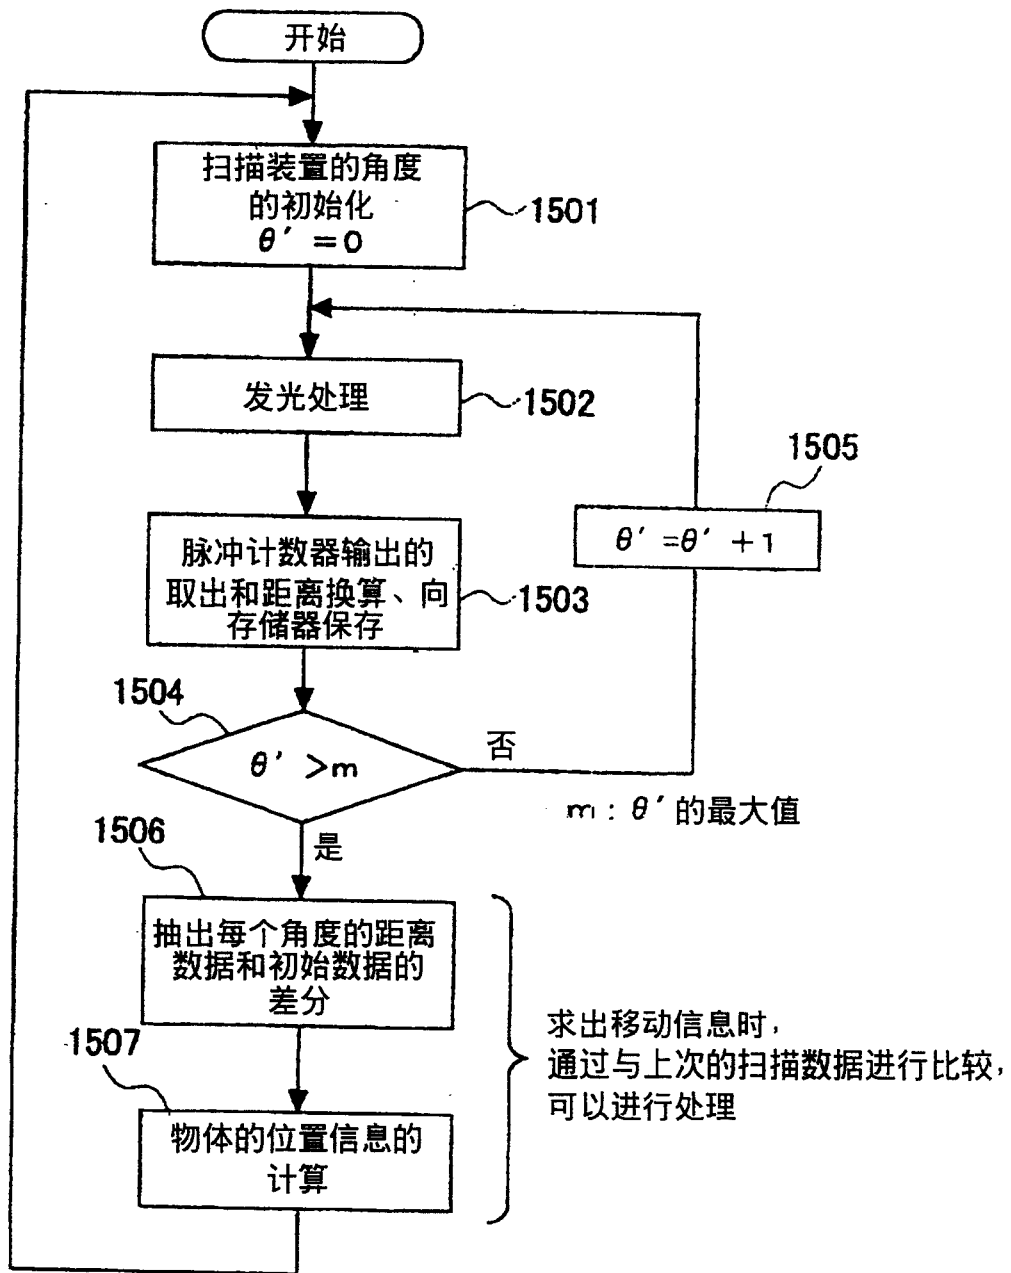 开始
扫描装置的角度
的初始化
θ′ =0
1501
发光处理
1502
1505
θ′ =θ′ +1
脉冲计数器输出的
取出和距离换算、向
存储器保存
1503
1504
θ′ >m
否
m : θ′的最大值
1506
是
抽出每个角度的距离
数据和初始数据的
差分
1507
求出移动信息时,
通过与上次的扫描数据进行比较,
可以进行处理
物体的位置信息的
计算